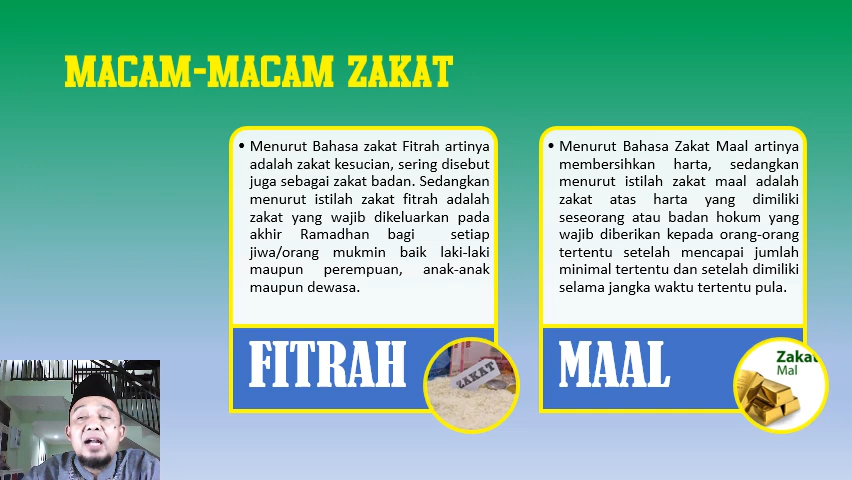 MACAM-MACAM ZAKAT
• Menurut Bahasa zakat Fitrah artinya
adalah zakat kesucian, sering disebut
juga sebagai zakat badan. Sedangkan
menurut istilah zakat fitrah adalah
zakat yang wajib dikeluarkan pada
akhir Ramadhan bagi setiap
jiwa/orang mukmin baik laki-laki
maupun perempuan, anak-anak
maupun dewasa.
FITRAH
ZAKAT
• Menurut Bahasa Zakat Maal artinya
membersihkan harta, sedangkan
menurut istilah zakat maal adalah
zakat atas harta yang dimiliki
seseorang atau badan hokum yang
wajib diberikan kepada orang-orang
tertentu setelah mencapai jumlah
minimal tertentu dan setelah dimiliki
selama jangka waktu tertentu pula.
MAAL
Zakat
Mal